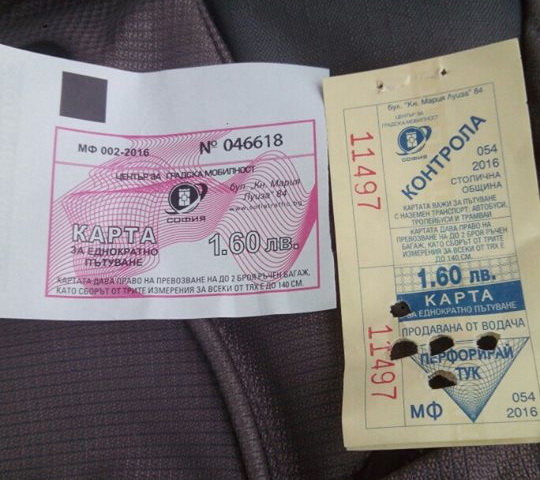 МФ 002-2016
№ 046618
ЦЕНТЪР ЗА ГРАДСКА МОБИЛНОСТ
СОФИЯ
бул. "Кн. Мария
Луиза" 84
www.sofiatraffic.bg
КАРТА
ЗА ЕДНОКРАТНО
ПЪТУВАНЕ
1.60 лв.
КАРТАТА ДАВА ПРАВО НА ПРЕВОЗВАНЕ НА ДО 2 БРОЯ РЪЧЕН БАГАЖ,
КАТО СБОРЪТ ОТ ТРИТЕ ИЗМЕРЕНИЯ ЗА ВСЕКИ ОТ ТЯХ Е ДО 140 СМ.
бул. "Кн. Мария Луиза" 84
ЦЕНТЪР ЗА
ГРАДСКА МОБИЛНОСТ
СОФИЯ
КОНТРОЛА
054
2016
СТОЛИЧНА
ОБЩИНА
11497
КАРТАТА ВАЖИ ЗА ПЪТУВАНЕ
С НАЗЕМЕН ТРАНСПОРТ: АВТОБУСИ,
ТРОЛЕЙБУСИ И ТРАМВАИ
КАРТАТА ДАВА ПРАВО НА
ПРЕВОЗВАНЕ НА ДО 2 БРОЯ РЪЧЕН
БАГАЖ, КАТО СБОРЪТ ОТ ТРИТЕ
ИЗМЕРЕНИЯ ЗА ВСЕКИ ОТ ТЯХ Е
ДО 140 СМ.
1.60 лв.
КАРТА
ЗА ЕДНОКРАТНО ПЪТУВАНЕ
ПРОДАВАНА ОТ ВОДАЧА
11497
ПЕРФОРИРАЙ
ТУК
МФ
054
2016